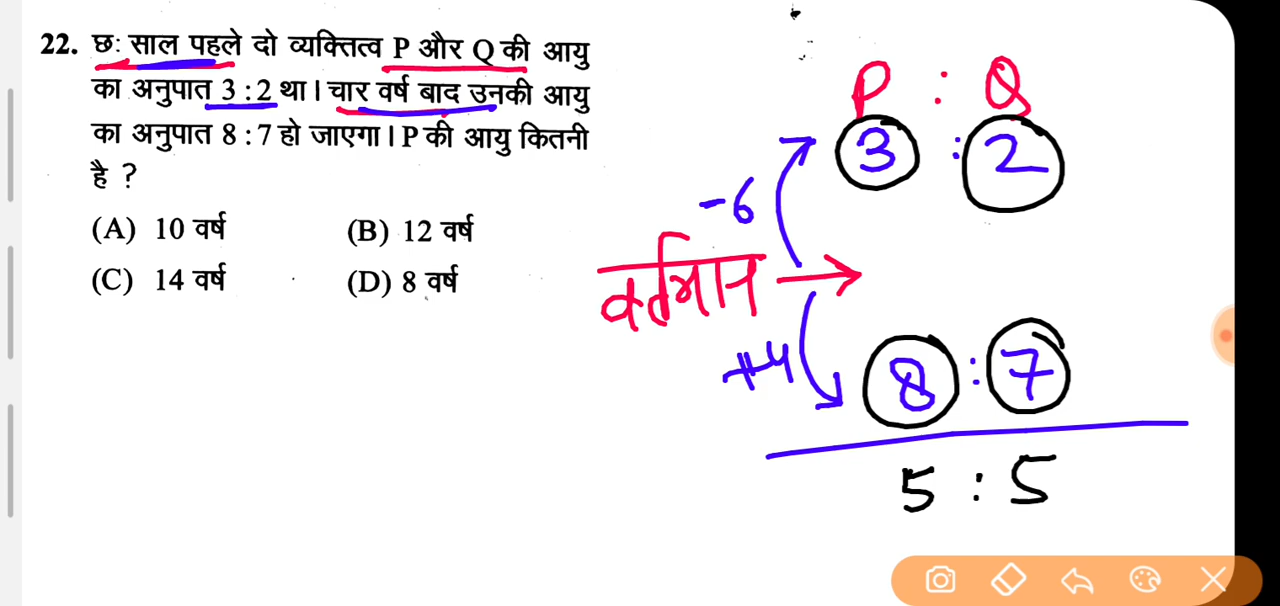 22. छः साल पहले दो व्यक्तित्व P और Q की आयु
का अनुपात 3 : 2 था। चार वर्ष बाद उनकी आयु
का अनुपात 8 : 7 हो जाएगा। P की आयु कितनी
है ?
(A) 10 वर्ष (B) 12 वर्ष
(C) 14 वर्ष (D) 8 वर्ष
P : Q
3 : 2
-6
वर्तमान →
+4
8 : 7
5 : 5